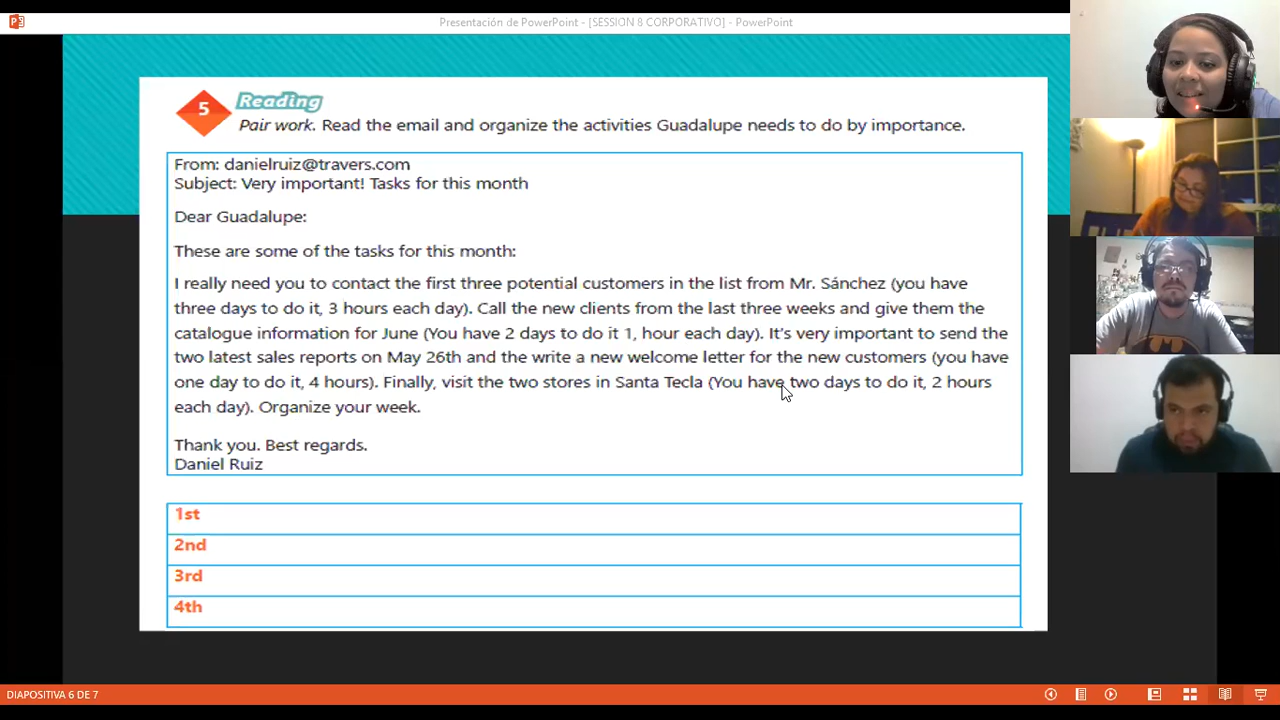 Presentación de PowerPoint - [SESSION 8 CORPORATIVO] - PowerPoint
5
Reading
Pair work. Read the email and organize the activities Guadalupe needs to do by importance.
From: danielruiz@travers.com
Subject: Very important! Tasks for this month
Dear Guadalupe:
These are some of the tasks for this month:
I really need you to contact the first three potential customers in the list from Mr. Sánchez (you have
three days to do it, 3 hours each day). Call the new clients from the last three weeks and give them the
catalogue information for June (You have 2 days to do it 1, hour each day). It's very important to send the
two latest sales reports on May 26th and the write a new welcome letter for the new customers (you have
one day to do it, 4 hours). Finally, visit the two stores in Santa Tecla (You have two days to do it, 2 hours
each day). Organize your week.
Thank you. Best regards.
Daniel Ruiz
1st
2nd
3rd
4th
DIAPOSITIVA 6 DE 7